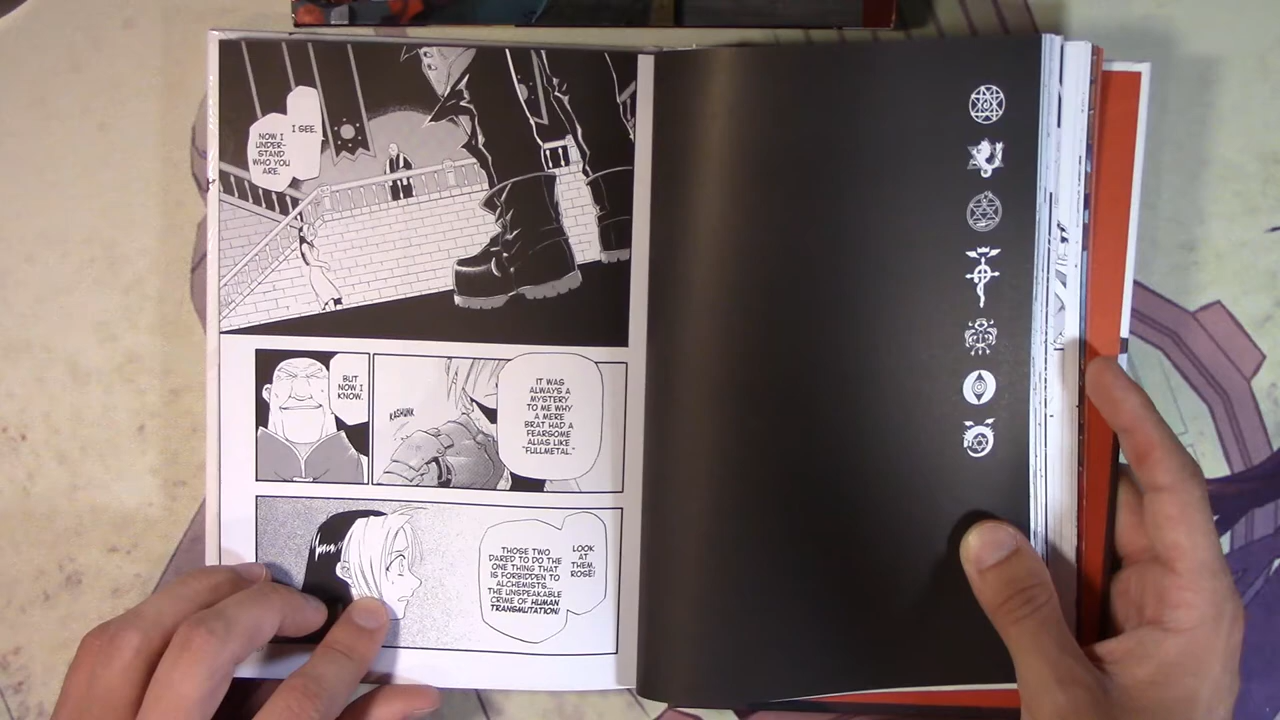 I SEE.
NOW I
UNDER-
STAND
WHO YOU
ARE.
IT WAS
ALWAYS A
MYSTERY
TO ME WHY
A MERE
BRAT HAD A
FEARSOME
ALIAS LIKE
"FULLMETAL."
KASHUNK
BUT
NOW I
KNOW.
LOOK
AT
THEM,
ROSÉ!
THOSE TWO
DARED TO DO THE
ONE THING THAT
IS FORBIDDEN TO
ALCHEMISTS...
THE UNSPEAKABLE
CRIME OF HUMAN
TRANSMUTATION!